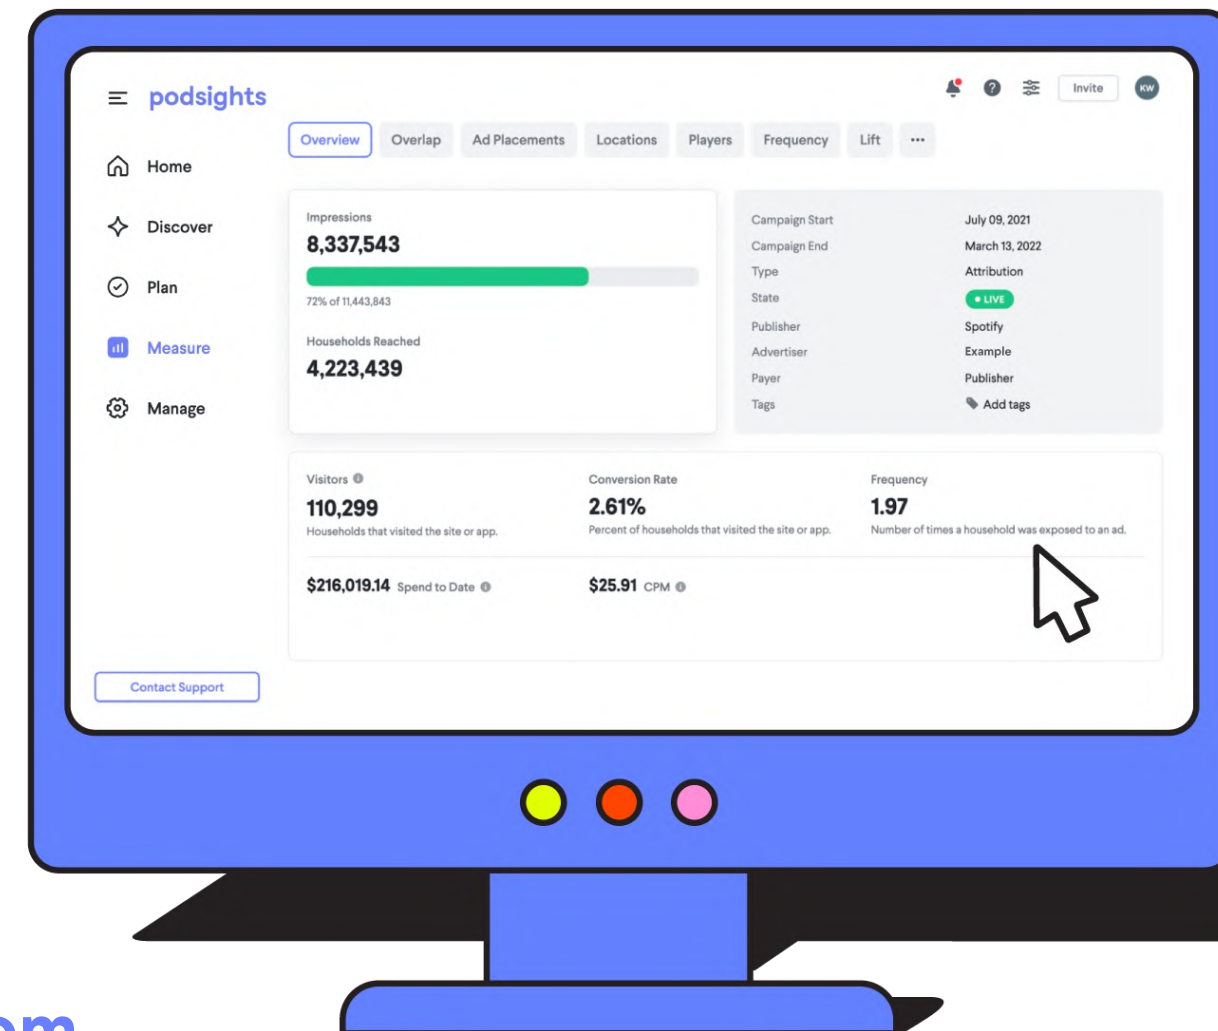 podsights
Invite
KW
Overview Overlap Ad Placements Locations Players Frequency Lift ...
Home
Discover
Plan
Measure
Manage
Contact Support
Impressions
8,337,543
72% of 11,443,843
Households Reached
4,223,439
Campaign Start July 09, 2021
Campaign End March 13, 2022
Type Attribution
State LIVE
Publisher Spotify
Advertiser Example
Payer Publisher
Tags Add tags
Visitors
110,299
Households that visited the site or app.
Conversion Rate
2.61%
Percent of households that visited the site or app.
Frequency
1.97
Number of times a household was exposed to an ad.
$216,019.14 Spend to Date
$25.91 CPM